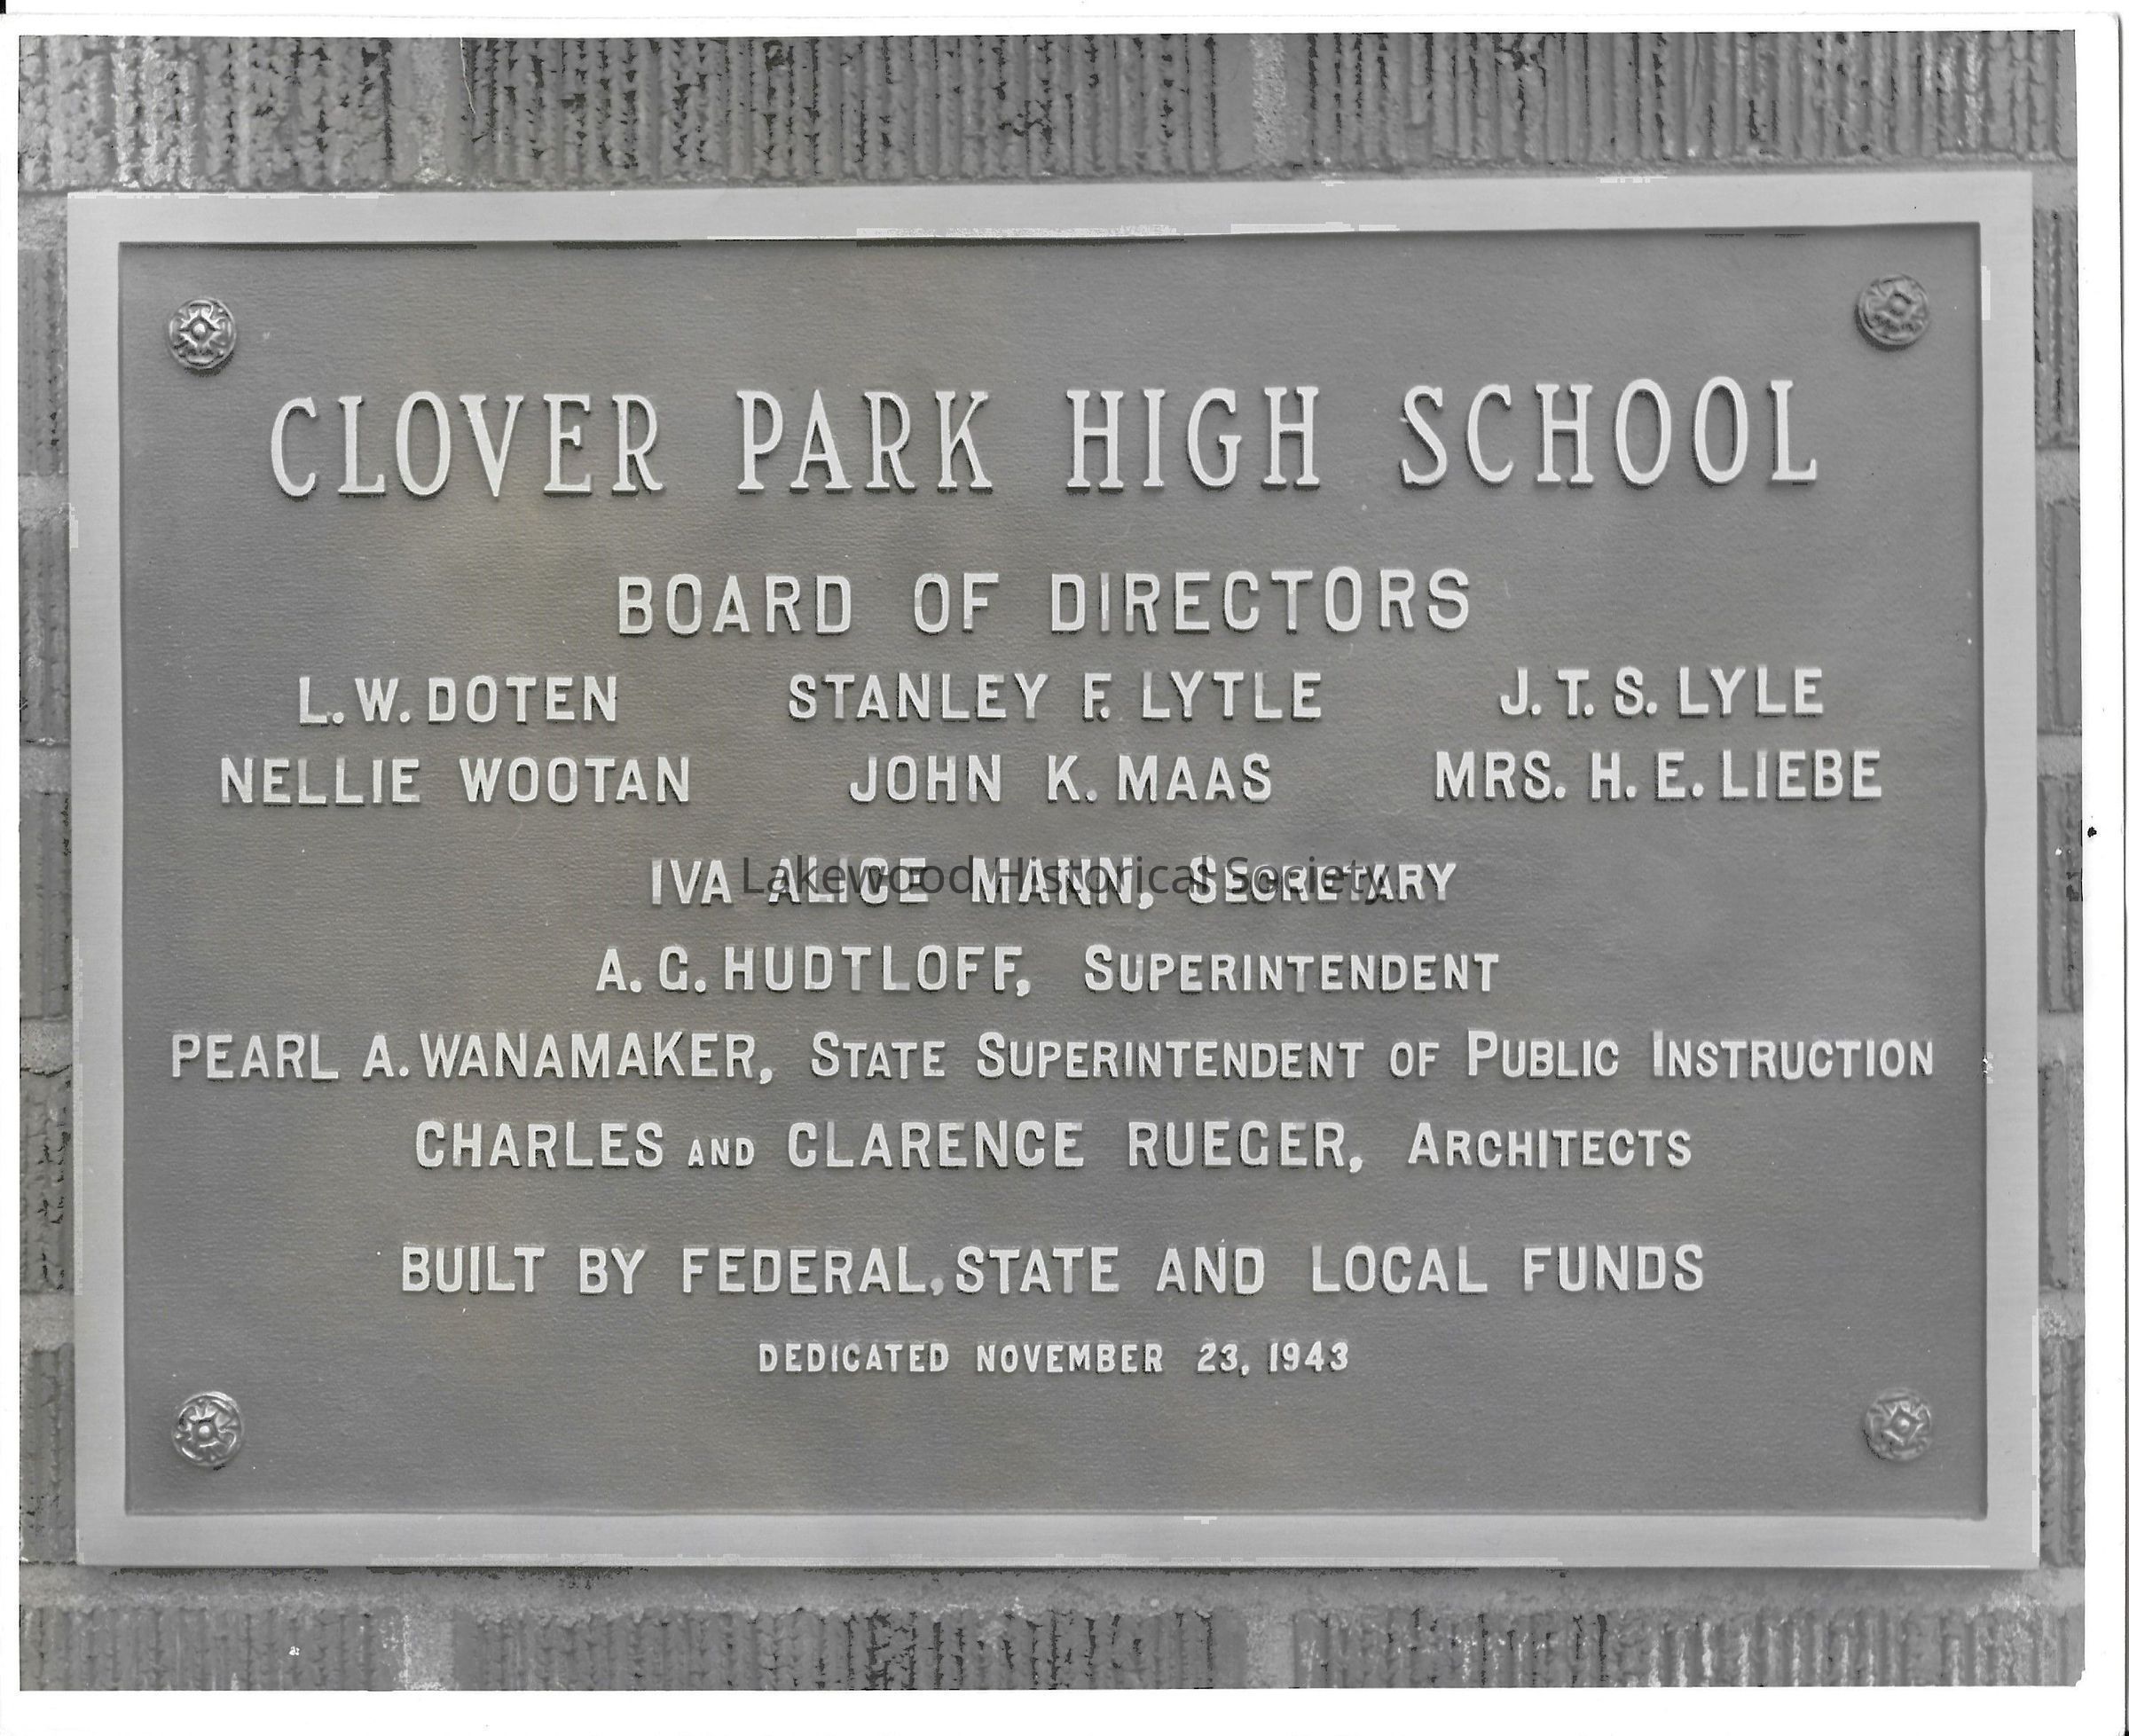 CLOVER PARK HIGH SCHOOL
BOARD OF DIRECTORS
L. W. DOTEN STANLEY F. LYTLE J. T. S. LYLE
NELLIE WOOTAN JOHN K. MAAS MRS. H. E. LIEBE
IVA ALICE MANN, SECRETARY
Lakewood Historical Society
A. G. HUDTLOFF, SUPERINTENDENT
PEARL A. WANAMAKER, STATE SUPERINTENDENT OF PUBLIC INSTRUCTION
CHARLES AND CLARENCE RUEGER, ARCHITECTS
BUILT BY FEDERAL, STATE AND LOCAL FUNDS
DEDICATED NOVEMBER 23, 1943